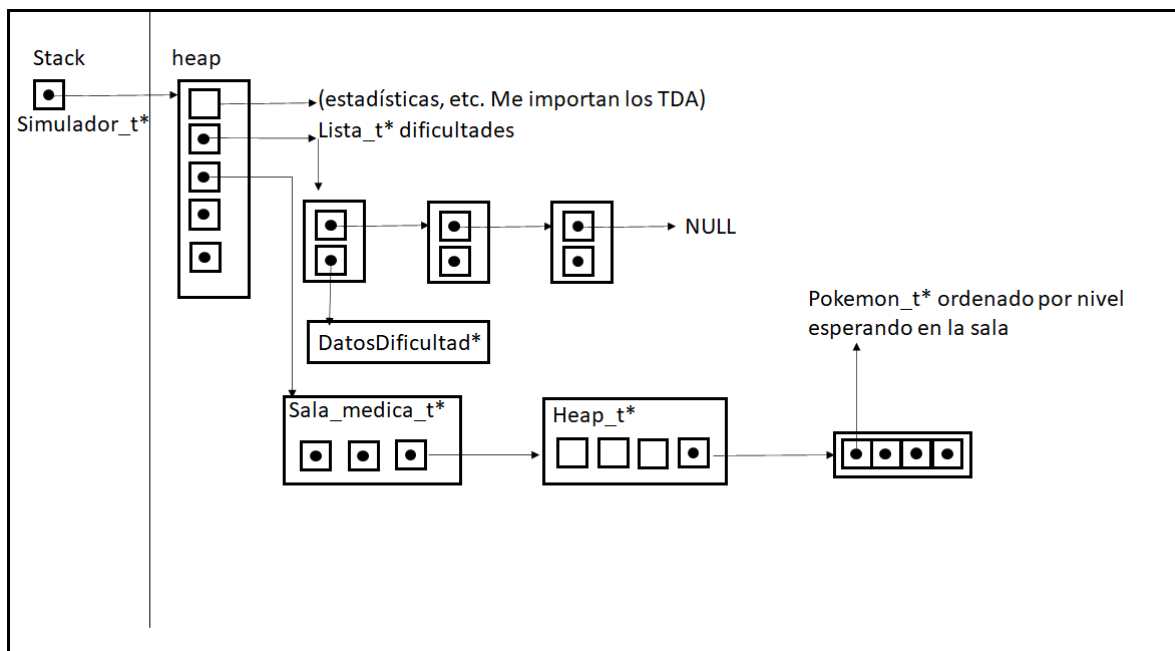 Stack
heap
Simulador_t*
(estadísticas, etc. Me importan los TDA)
Lista_t* dificultades
NULL
Pokemon_t* ordenado por nivel
esperando en la sala
DatosDificultad*
Sala_medica_t*
Heap_t*